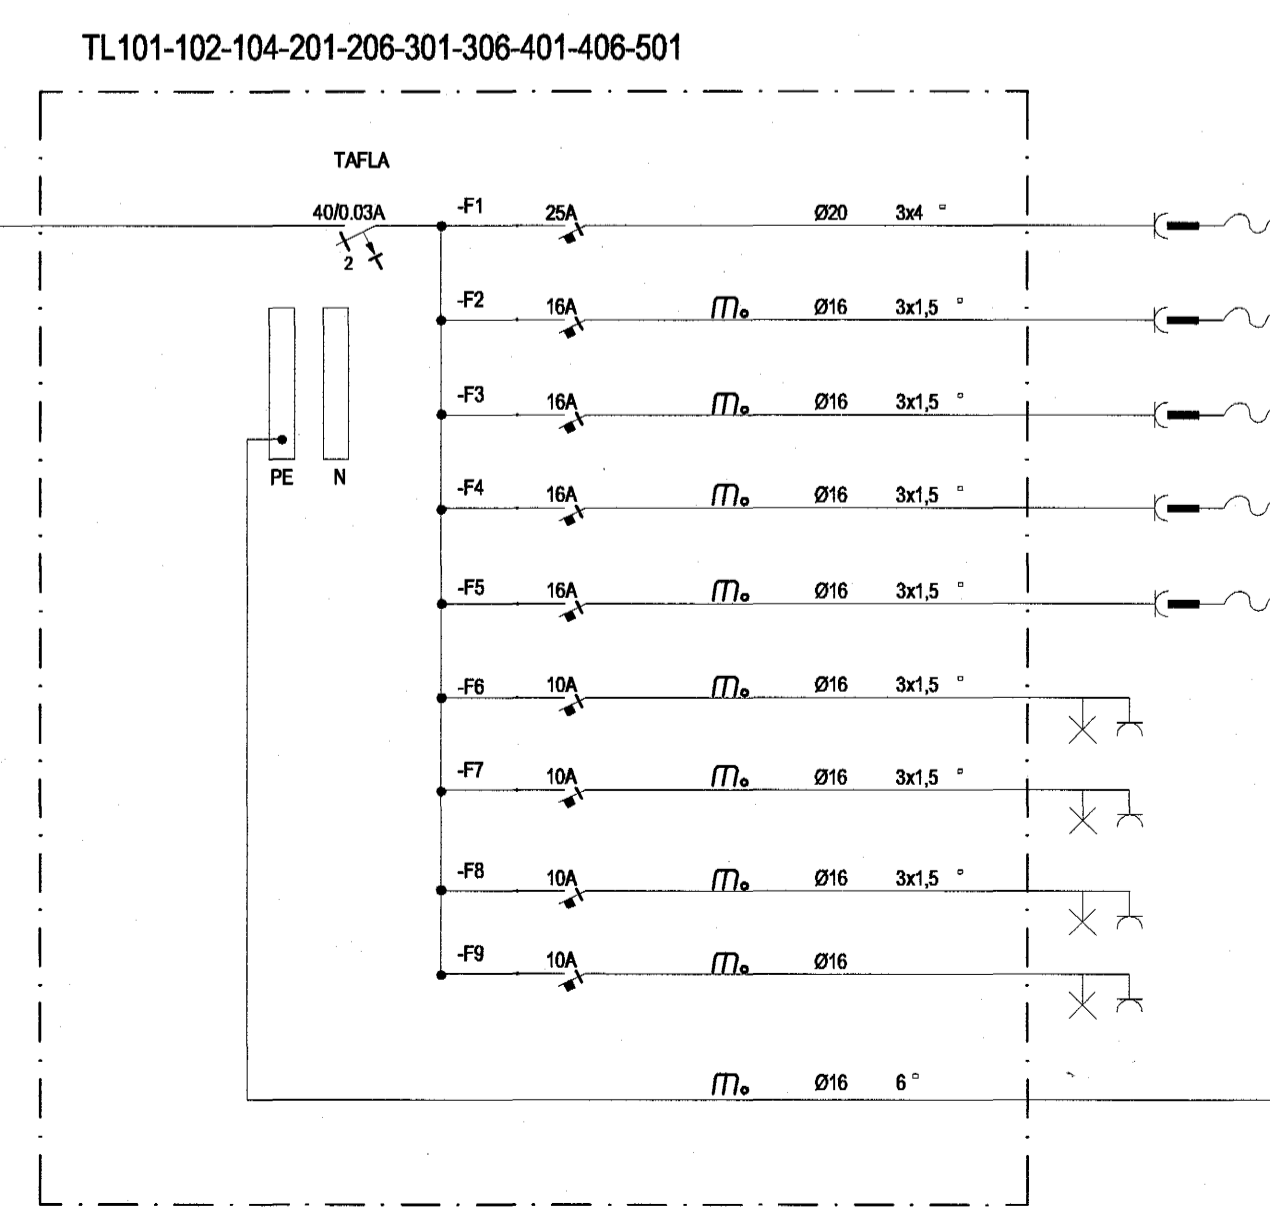 TL101-102-104-201-206-301-306-401-406-501
TAFLA
40/0.03A
2
-F1 25A Ø20 3x4 □
-F2 16A m. Ø16 3x1,5 □
-F3 16A m. Ø16 3x1,5 □
PE N
-F4 16A m. Ø16 3x1,5 □
-F5 16A m. Ø16 3x1,5 □
-F6 10A m. Ø16 3x1,5 □
-F7 10A m. Ø16 3x1,5 □
-F8 10A m. Ø16 3x1,5 □
-F9 10A m. Ø16
m. Ø16 6 □